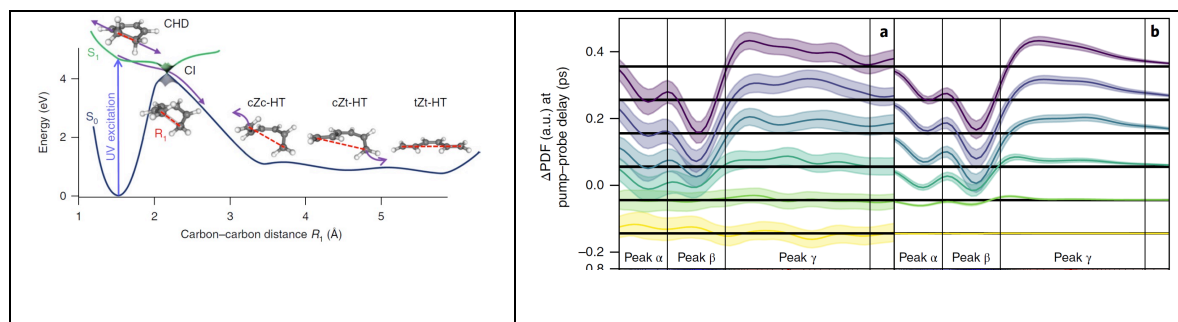 CHD
S₁
CI
cZc-HT
cZt-HT
tZt-HT
S₀
UV excitation
R₁
Energy (eV)
4
2
0
1
2
3
4
5
Carbon–carbon distance R₁ (Å)
a
b
ΔPDF (a.u.) at
pump–probe delay (ps)
0.4
0.2
0.0
−0.2
0.8
Peak α
Peak β
Peak γ
Peak α
Peak β
Peak γ